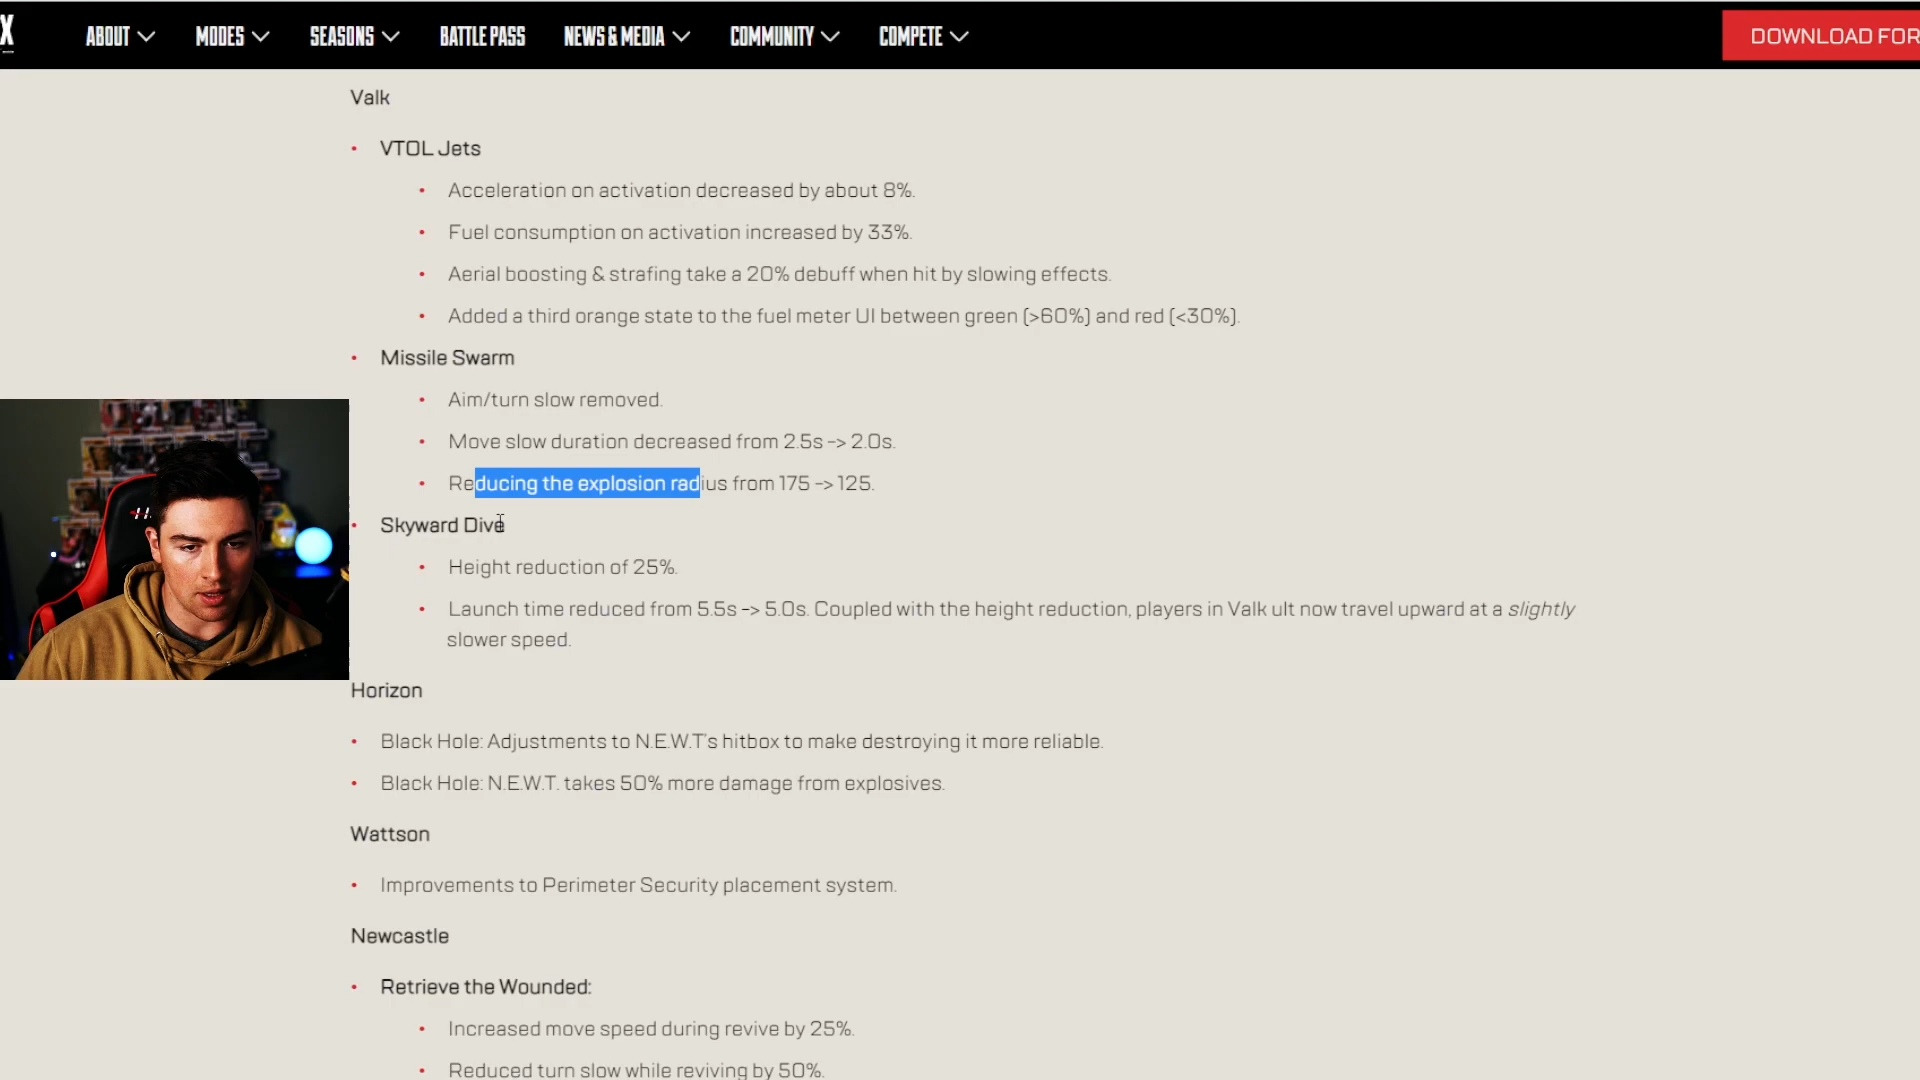 X
ABOUT MODES SEASONS BATTLE PASS NEWS & MEDIA COMMUNITY COMPETE DOWNLOAD FOR
Valk
• VTOL Jets
• Acceleration on activation decreased by about 8%.
• Fuel consumption on activation increased by 33%.
• Aerial boosting & strafing take a 20% debuff when hit by slowing effects.
• Added a third orange state to the fuel meter UI between green (>60%) and red (<30%).
• Missile Swarm
• Aim/turn slow removed.
• Move slow duration decreased from 2.5s -> 2.0s.
• Reducing the explosion radius from 175 -> 125.
• Skyward Dive
• Height reduction of 25%.
• Launch time reduced from 5.5s -> 5.0s. Coupled with the height reduction, players in Valk ult now travel upward at a slightly
slower speed.
Horizon
• Black Hole: Adjustments to N.E.W.T's hitbox to make destroying it more reliable.
• Black Hole: N.E.W.T. takes 50% more damage from explosives.
Wattson
• Improvements to Perimeter Security placement system.
Newcastle
• Retrieve the Wounded:
• Increased move speed during revive by 25%.
• Reduced turn slow while reviving by 50%.